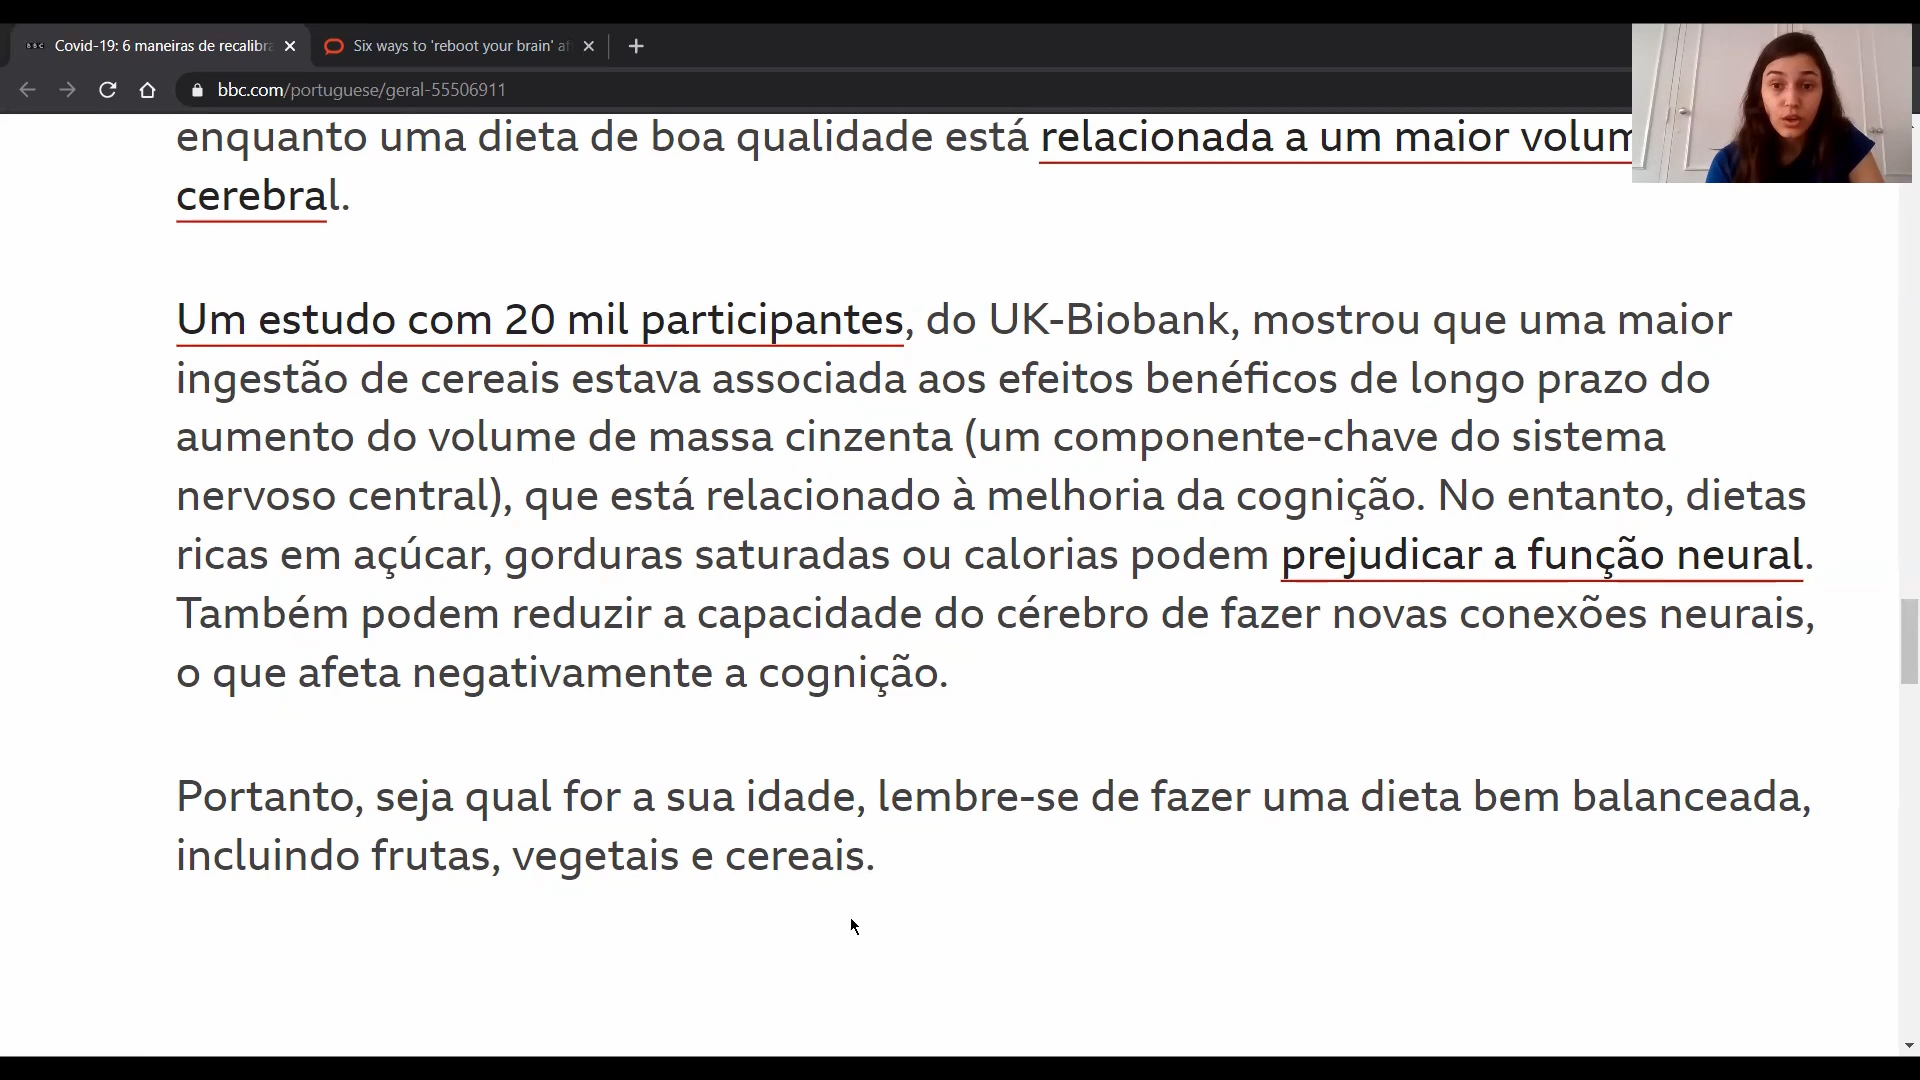 BBC Covid-19: 6 maneiras de recalibra
Six ways to 'reboot your brain' af
bbc.com/portuguese/geral-55506911
enquanto uma dieta de boa qualidade está relacionada a um maior volum
cerebral.
Um estudo com 20 mil participantes, do UK-Biobank, mostrou que uma maior
ingestão de cereais estava associada aos efeitos benéficos de longo prazo do
aumento do volume de massa cinzenta (um componente-chave do sistema
nervoso central), que está relacionado à melhoria da cognição. No entanto, dietas
ricas em açúcar, gorduras saturadas ou calorias podem prejudicar a função neural.
Também podem reduzir a capacidade do cérebro de fazer novas conexões neurais,
o que afeta negativamente a cognição.
Portanto, seja qual for a sua idade, lembre-se de fazer uma dieta bem balanceada,
incluindo frutas, vegetais e cereais.